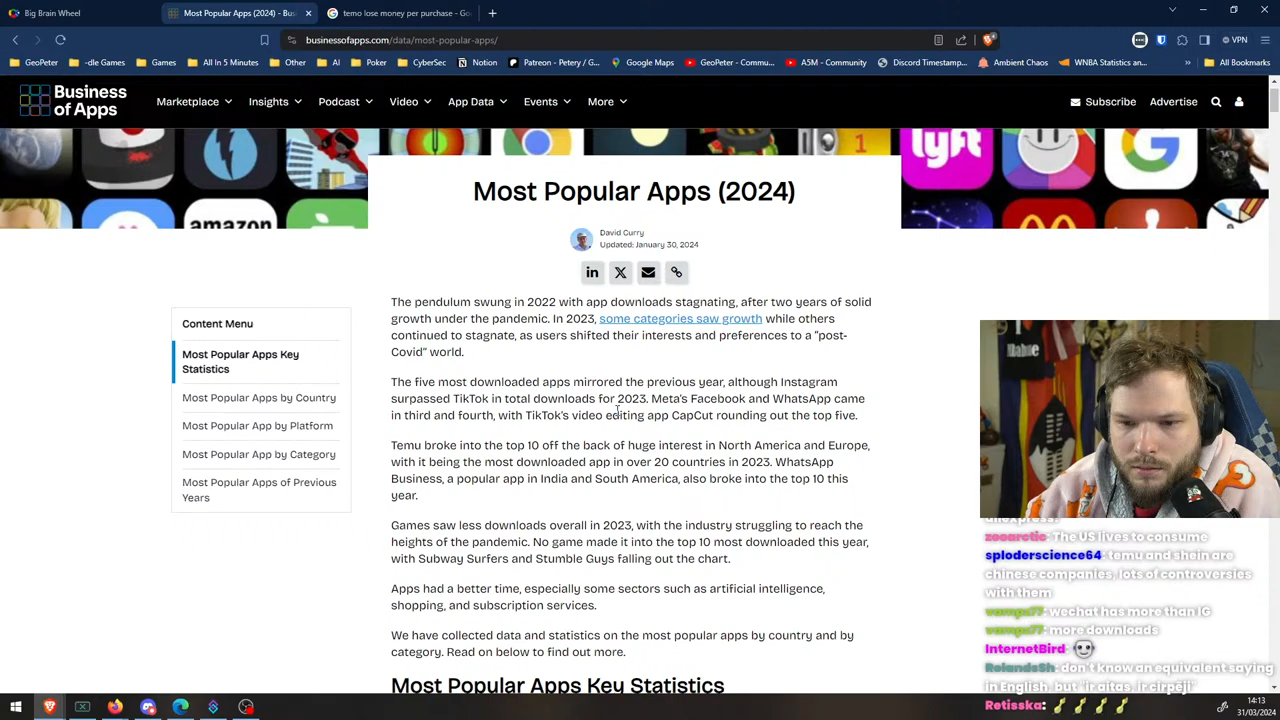 Big Brain Wheel
Most Popular Apps (2024) - Busi
temo lose money per purchase - Go
businessofapps.com/data/most-popular-apps/
VPN
GeoPeter
-dle Games
Games
All In 5 Minutes
Other
AI
Poker
CyberSec
Notion
Patreon - Petery / G...
Google Maps
GeoPeter - Commu...
A5M - Community
Discord Timestamp...
Ambient Chaos
WNBA Statistics an...
All Bookmarks
Business
of Apps
Marketplace
Insights
Podcast
Video
App Data
Events
More
Subscribe
Advertise
amazon
lyft
1
Most Popular Apps (2024)
David Curry
Updated: January 30, 2024
The pendulum swung in 2022 with app downloads stagnating, after two years of solid
growth under the pandemic. In 2023, some categories saw growth while others
continued to stagnate, as users shifted their interests and preferences to a "post-
Covid" world.
The five most downloaded apps mirrored the previous year, although Instagram
surpassed TikTok in total downloads for 2023. Meta's Facebook and WhatsApp came
in third and fourth, with TikTok's video editing app CapCut rounding out the top five.
Temu broke into the top 10 off the back of huge interest in North America and Europe,
with it being the most downloaded app in over 20 countries in 2023. WhatsApp
Business, a popular app in India and South America, also broke into the top 10 this
year.
Games saw less downloads overall in 2023, with the industry struggling to reach the
heights of the pandemic. No game made it into the top 10 most downloaded this year,
with Subway Surfers and Stumble Guys falling out the chart.
Apps had a better time, especially some sectors such as artificial intelligence,
shopping, and subscription services.
We have collected data and statistics on the most popular apps by country and by
category. Read on below to find out more.
Most Popular Apps Key Statistics
Content Menu
Most Popular Apps Key
Statistics
Most Popular Apps by Country
Most Popular App by Platform
Most Popular App by Category
Most Popular Apps of Previous
Years
aliexpress.
zooarctic: The US lives to consume
sploderscience64: temu and shein are
chinese companies, lots of controversies
with them
vampz77: wechat has more than IG
vampz77: more downloads
InternetBird:
RolandsSh: don't know an equivalent saying
in English, but 'ir aitas, ir cirpēji'
Retisska:
14:13
31/03/2024